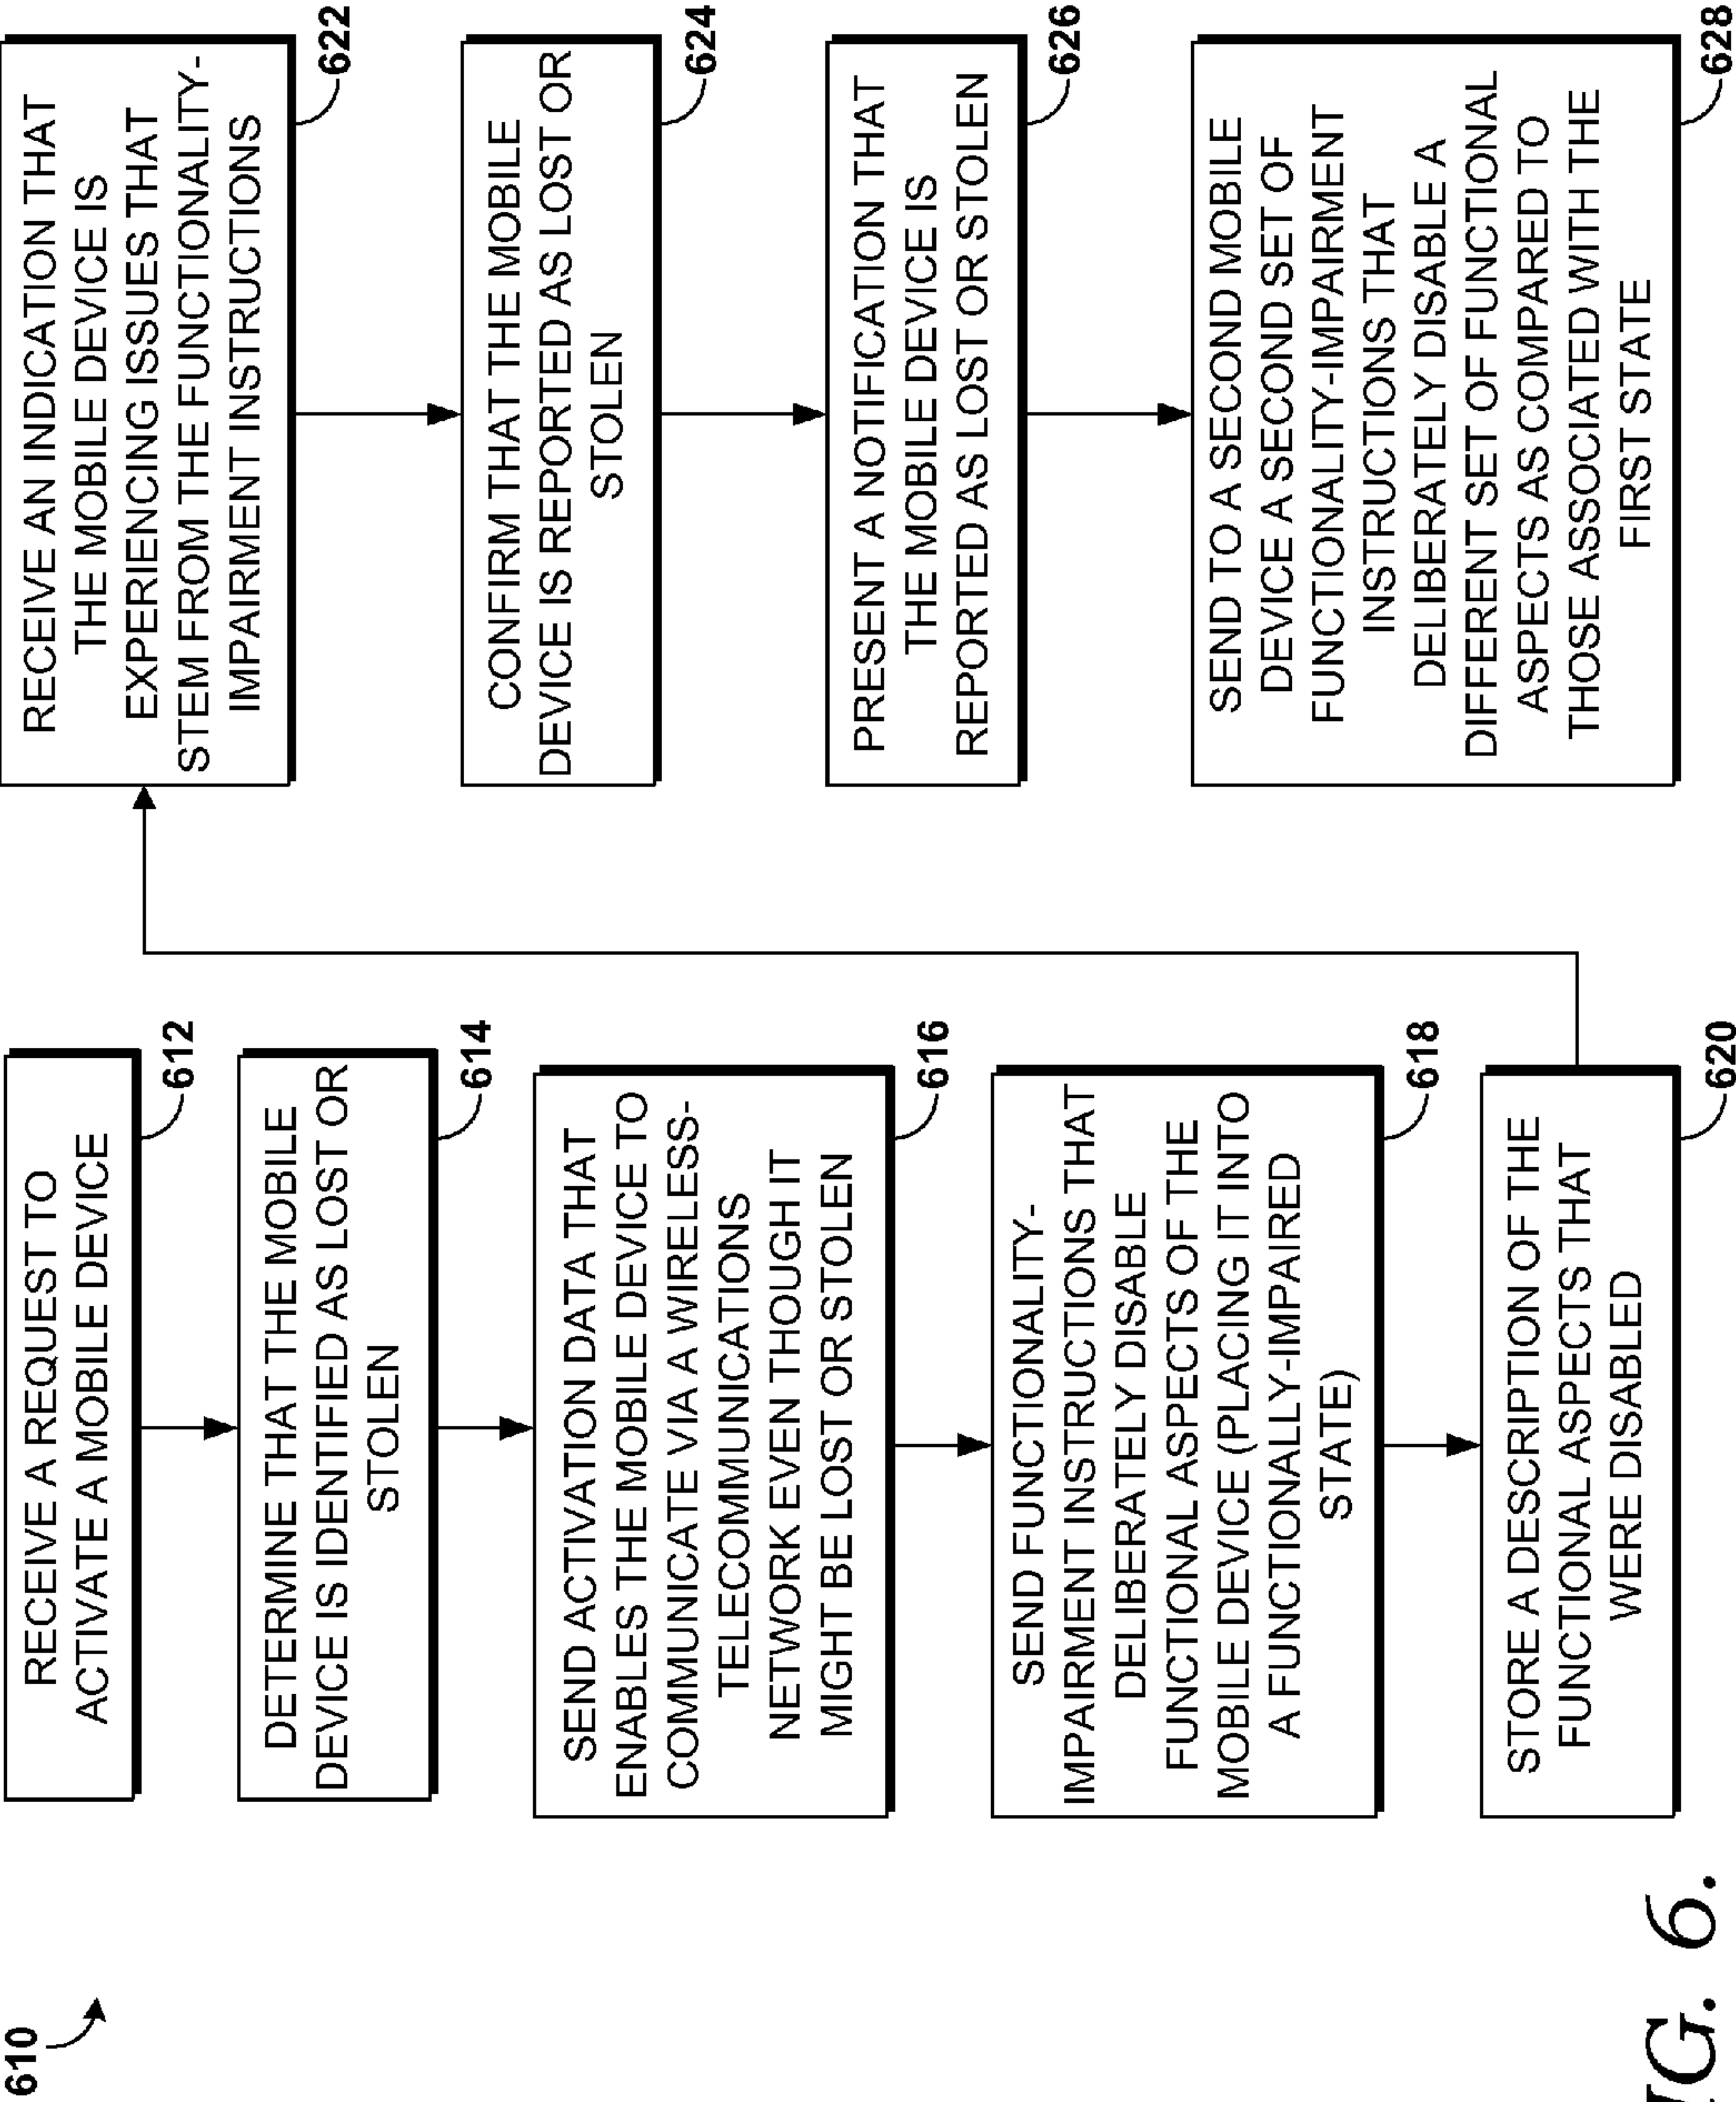 610
RECEIVE A REQUEST TO
ACTIVATE A MOBILE DEVICE
612
DETERMINE THAT THE MOBILE
DEVICE IS IDENTIFIED AS LOST OR
STOLEN
614
SEND ACTIVATION DATA THAT
ENABLES THE MOBILE DEVICE TO
COMMUNICATE VIA A WIRELESS-
TELECOMMUNICATIONS
NETWORK EVEN THOUGH IT
MIGHT BE LOST OR STOLEN
616
SEND FUNCTIONALITY-
IMPAIRMENT INSTRUCTIONS THAT
DELIBERATELY DISABLE
FUNCTIONAL ASPECTS OF THE
MOBILE DEVICE (PLACING IT INTO
A FUNCTIONALLY-IMPAIRED
STATE)
618
STORE A DESCRIPTION OF THE
FUNCTIONAL ASPECTS THAT
WERE DISABLED
620
RECEIVE AN INDICATION THAT
THE MOBILE DEVICE IS
EXPERIENCING ISSUES THAT
STEM FROM THE FUNCTIONALITY-
IMPAIRMENT INSTRUCTIONS
622
CONFIRM THAT THE MOBILE
DEVICE IS REPORTED AS LOST OR
STOLEN
624
PRESENT A NOTIFICATION THAT
THE MOBILE DEVICE IS
REPORTED AS LOST OR STOLEN
626
SEND TO A SECOND MOBILE
DEVICE A SECOND SET OF
FUNCTIONALITY-IMPAIRMENT
INSTRUCTIONS THAT
DELIBERATELY DISABLE A
DIFFERENT SET OF FUNCTIONAL
ASPECTS AS COMPARED TO
THOSE ASSOCIATED WITH THE
FIRST STATE
628
6.